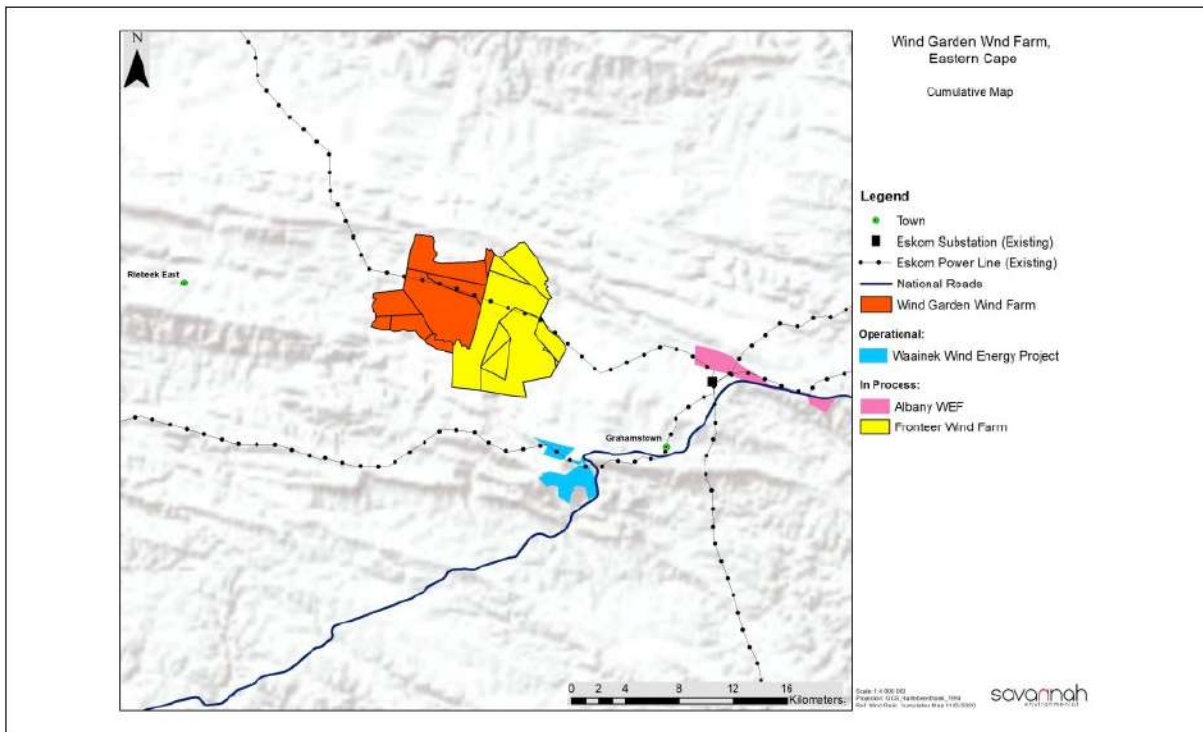 Wind Garden Wnd Farm,
Eastern Cape
Cumulative Map
N
Riebeek East
Grahamstown
Legend
Town
Eskom Substation (Existing)
Eskom Power Line (Existing)
National Roads
Wind Garden Wind Farm
Operational:
Waainek Wind Energy Project
In Process:
Albany WEF
Fronteer Wind Farm
0 2 4 8 12 16
Kilometers
savannah
environmental